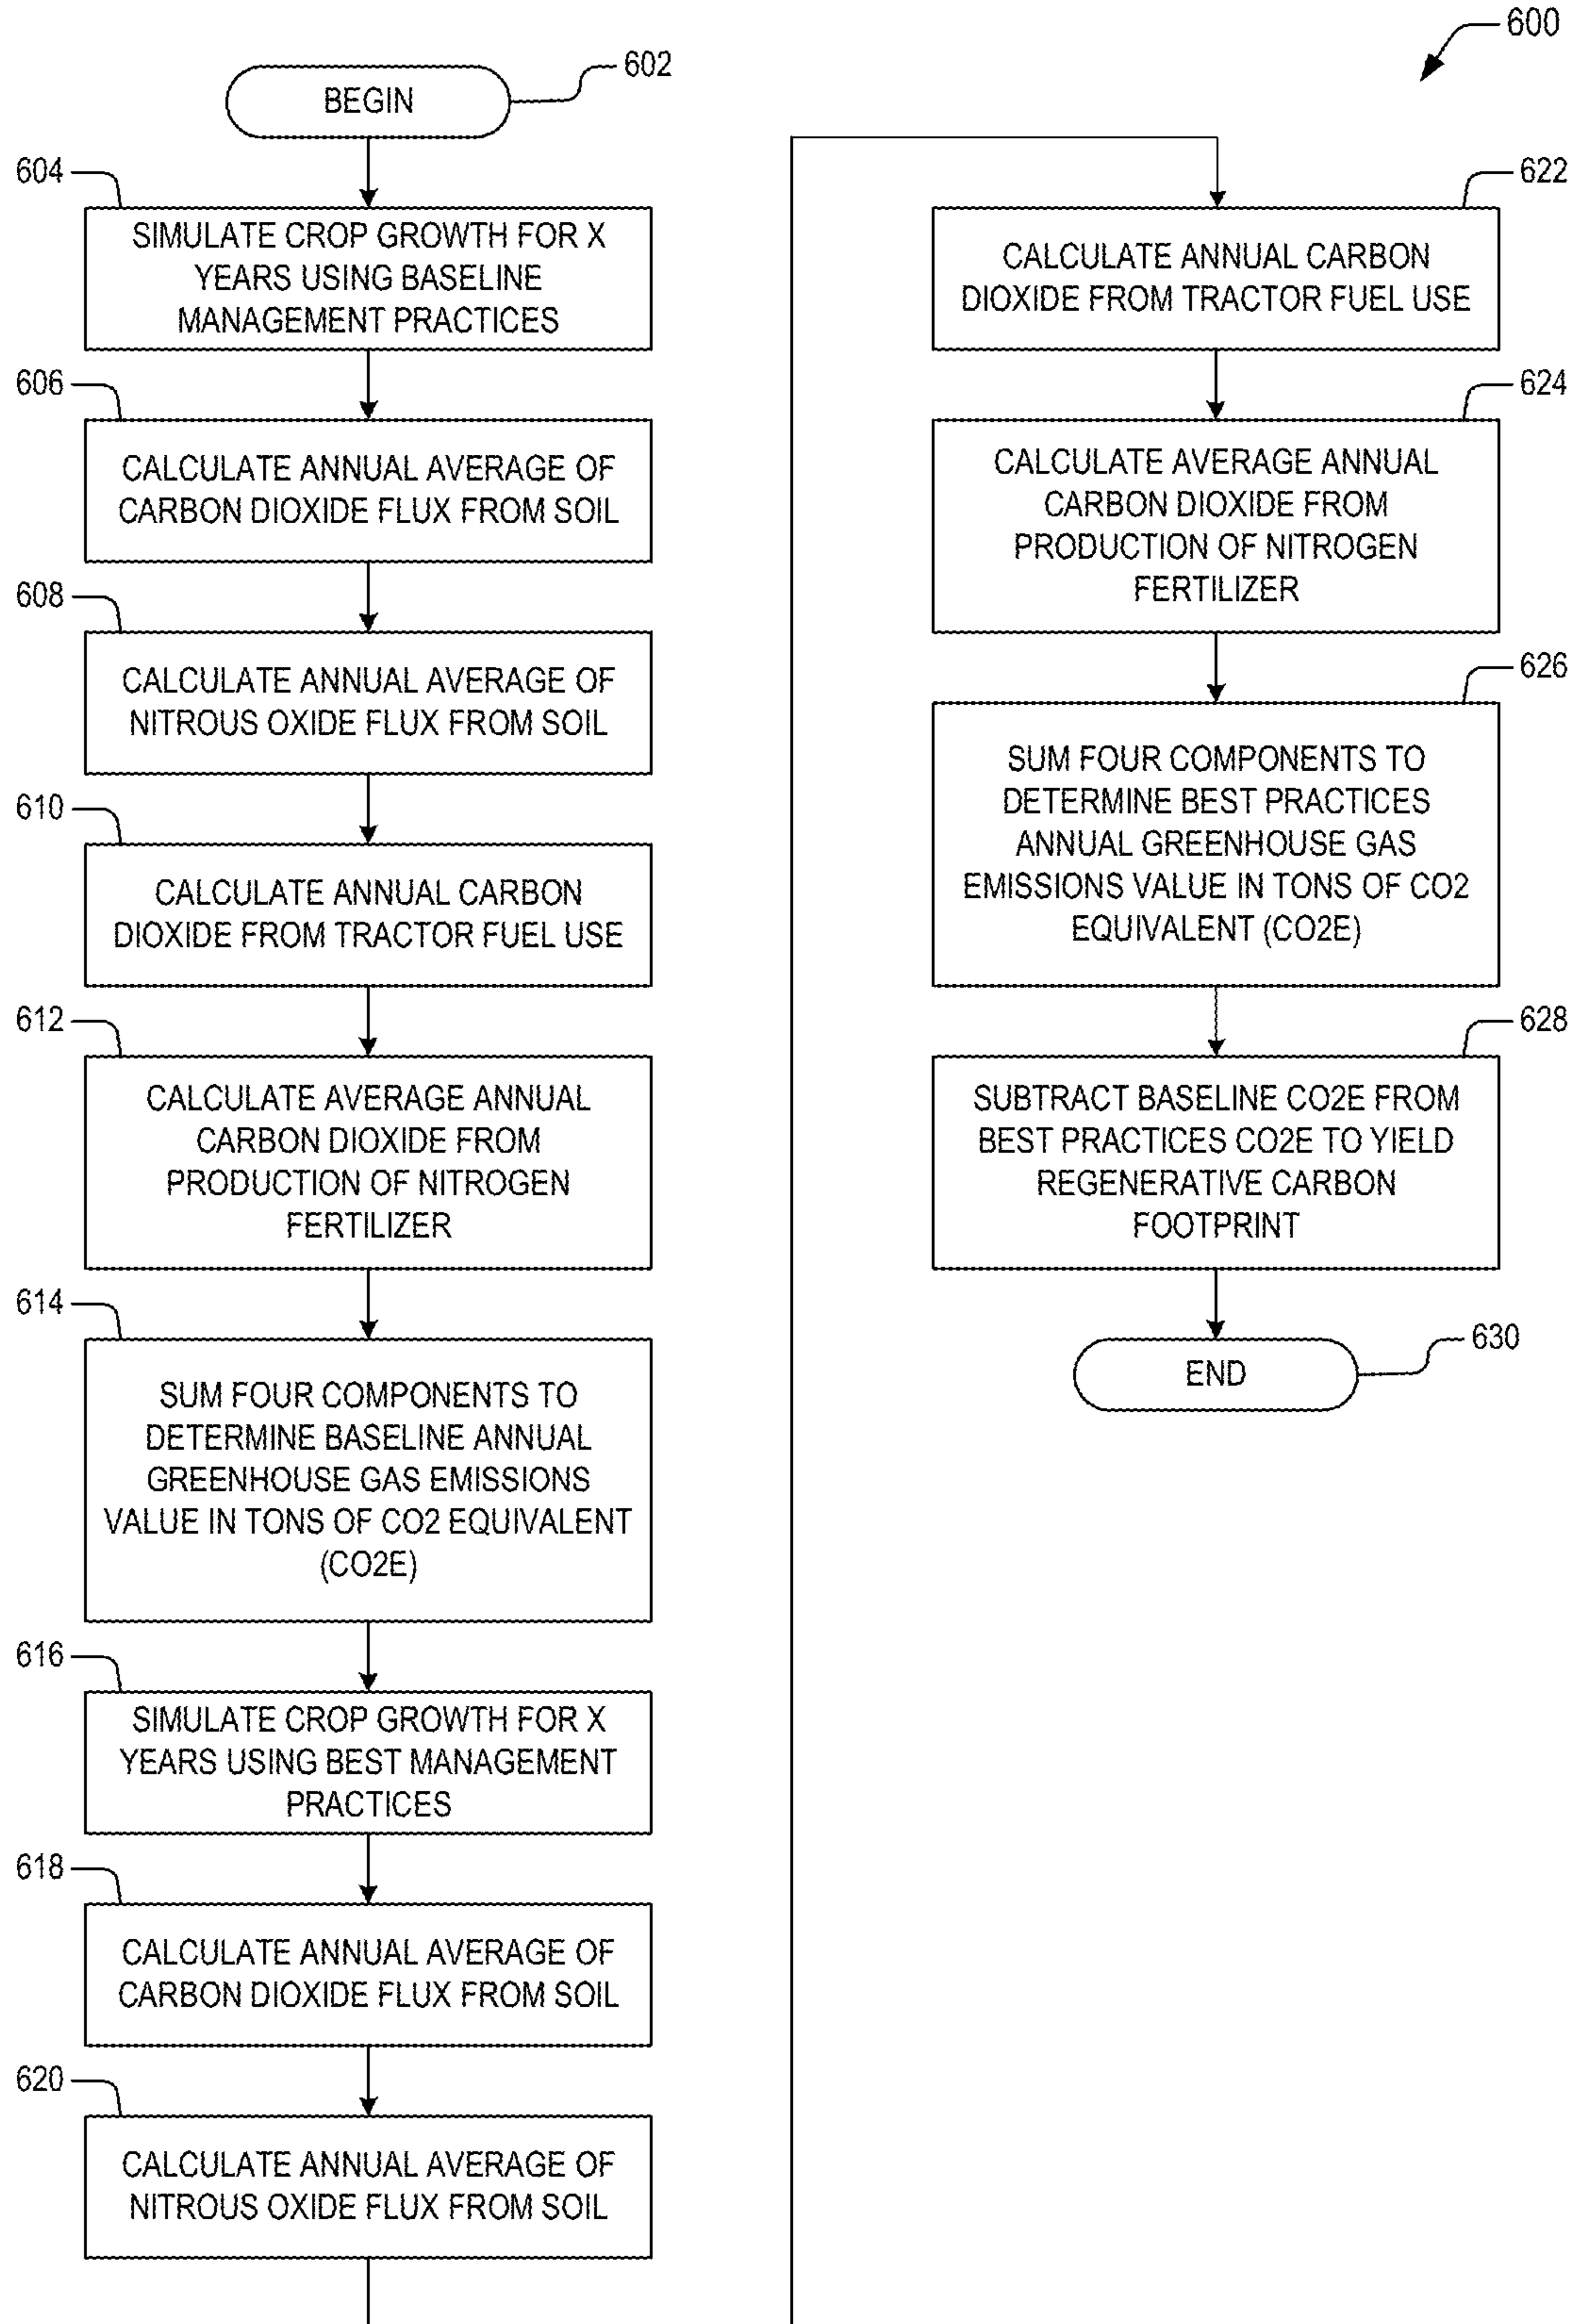 600
602
BEGIN
604
SIMULATE CROP GROWTH FOR X
YEARS USING BASELINE
MANAGEMENT PRACTICES
606
CALCULATE ANNUAL AVERAGE OF
CARBON DIOXIDE FLUX FROM SOIL
608
CALCULATE ANNUAL AVERAGE OF
NITROUS OXIDE FLUX FROM SOIL
610
CALCULATE ANNUAL CARBON
DIOXIDE FROM TRACTOR FUEL USE
612
CALCULATE AVERAGE ANNUAL
CARBON DIOXIDE FROM
PRODUCTION OF NITROGEN
FERTILIZER
614
SUM FOUR COMPONENTS TO
DETERMINE BASELINE ANNUAL
GREENHOUSE GAS EMISSIONS
VALUE IN TONS OF CO2 EQUIVALENT
(CO2E)
616
SIMULATE CROP GROWTH FOR X
YEARS USING BEST MANAGEMENT
PRACTICES
618
CALCULATE ANNUAL AVERAGE OF
CARBON DIOXIDE FLUX FROM SOIL
620
CALCULATE ANNUAL AVERAGE OF
NITROUS OXIDE FLUX FROM SOIL
622
CALCULATE ANNUAL CARBON
DIOXIDE FROM TRACTOR FUEL USE
624
CALCULATE AVERAGE ANNUAL
CARBON DIOXIDE FROM
PRODUCTION OF NITROGEN
FERTILIZER
626
SUM FOUR COMPONENTS TO
DETERMINE BEST PRACTICES
ANNUAL GREENHOUSE GAS
EMISSIONS VALUE IN TONS OF CO2
EQUIVALENT (CO2E)
628
SUBTRACT BASELINE CO2E FROM
BEST PRACTICES CO2E TO YIELD
REGENERATIVE CARBON
FOOTPRINT
630
END